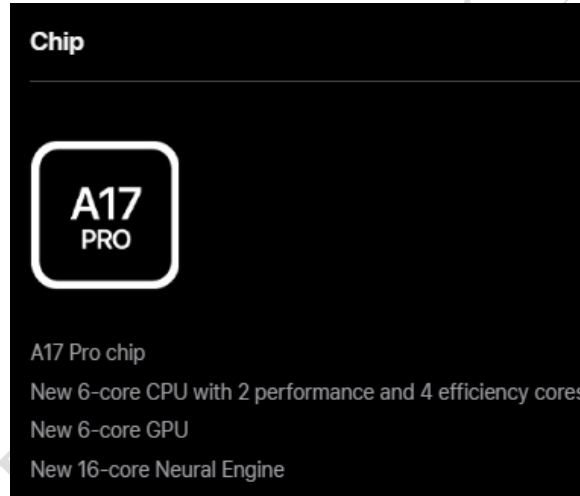 Chip
A17
PRO
A17 Pro chip
New 6-core CPU with 2 performance and 4 efficiency cores
New 6-core GPU
New 16-core Neural Engine